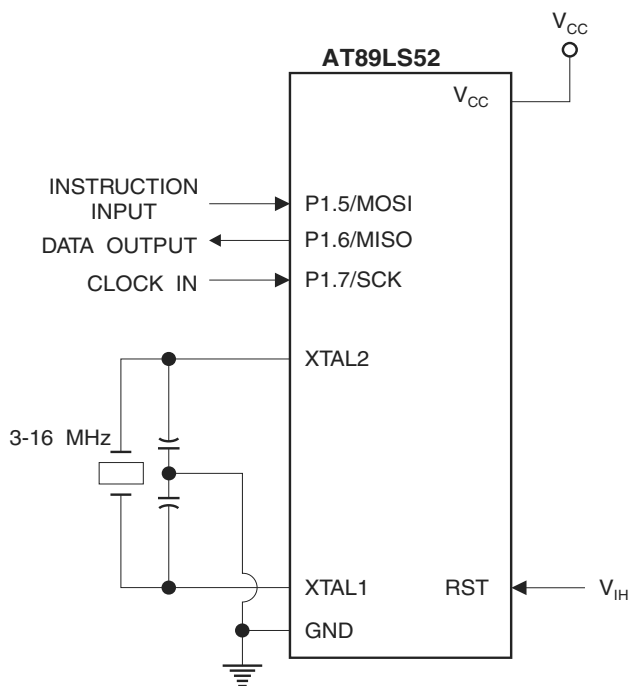 V_CC
AT89LS52
V_CC
INSTRUCTION
INPUT
P1.5/MOSI
DATA OUTPUT
P1.6/MISO
CLOCK IN
P1.7/SCK
XTAL2
3-16 MHz
XTAL1
RST
V_IH
GND